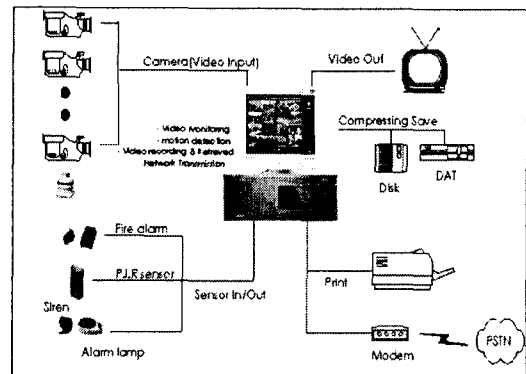 Camera(Video Input)
Video Out
- Video Monitoring
- motion detection
- Video recording & Retrieved
Network Transmission
Compressing Save
Disk
DAT
Fire alarm
P.I.R sensor
Sensor In/Out
Siren
Alarm lamp
Print
Modem
PSTN